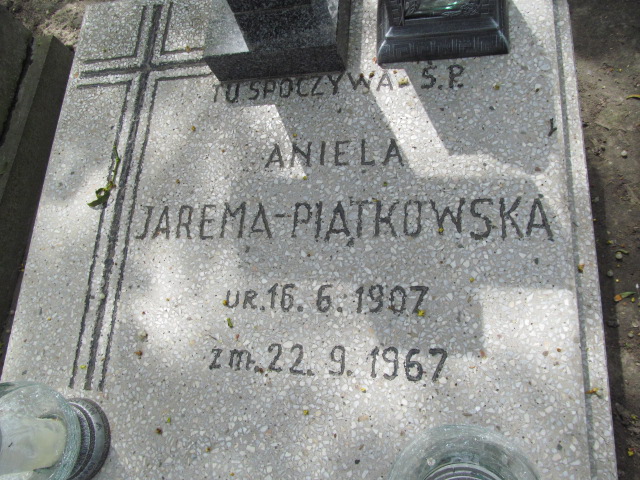 TU SPOCZYWA Ś.P.
ANIELA
JAREMA-PIĄTKOWSKA
ur. 16. 6. 1907
zm. 22. 9. 1967